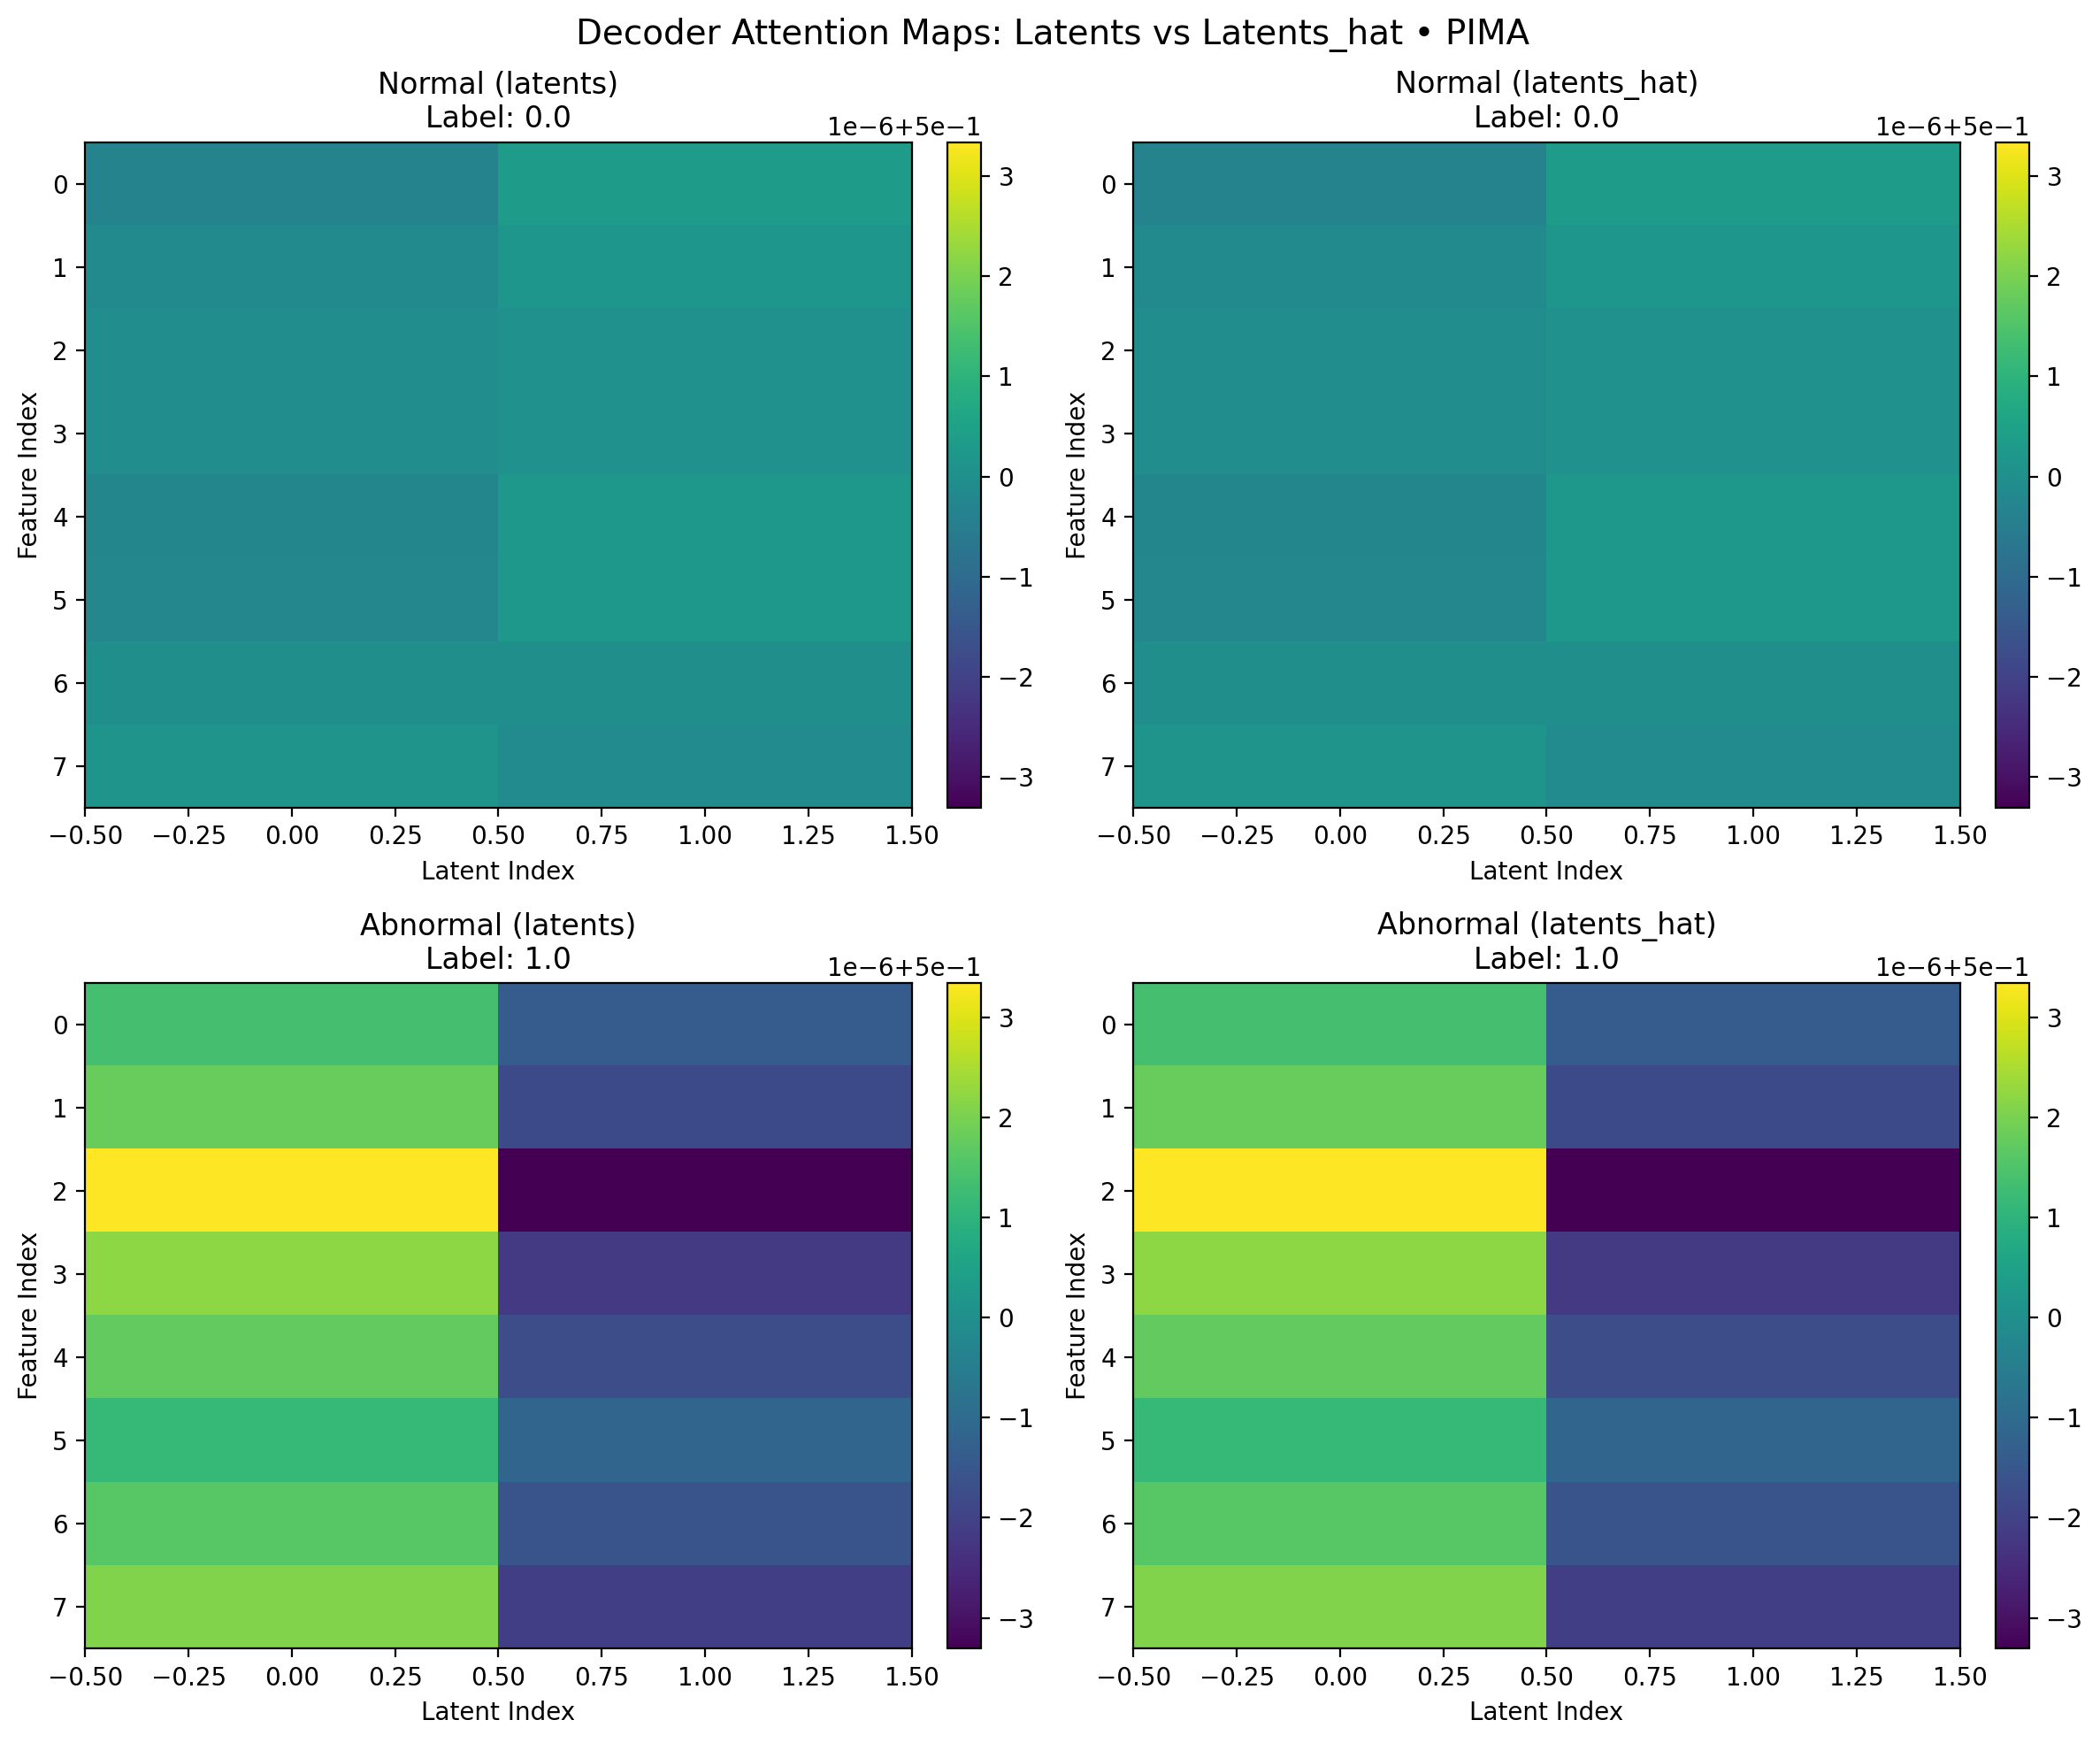 Decoder Attention Maps: Latents vs Latents_hat • PIMA
Normal (latents)
Label: 0.0
1e−6+5e−1
Feature Index
0
1
2
3
4
5
6
7
−0.50 −0.25 0.00 0.25 0.50 0.75 1.00 1.25 1.50
Latent Index
3
2
1
0
−1
−2
−3
Normal (latents_hat)
Label: 0.0
1e−6+5e−1
Feature Index
0
1
2
3
4
5
6
7
−0.50 −0.25 0.00 0.25 0.50 0.75 1.00 1.25 1.50
Latent Index
3
2
1
0
−1
−2
−3
Abnormal (latents)
Label: 1.0
1e−6+5e−1
Feature Index
0
1
2
3
4
5
6
7
−0.50 −0.25 0.00 0.25 0.50 0.75 1.00 1.25 1.50
Latent Index
3
2
1
0
−1
−2
−3
Abnormal (latents_hat)
Label: 1.0
1e−6+5e−1
Feature Index
0
1
2
3
4
5
6
7
−0.50 −0.25 0.00 0.25 0.50 0.75 1.00 1.25 1.50
Latent Index
3
2
1
0
−1
−2
−3